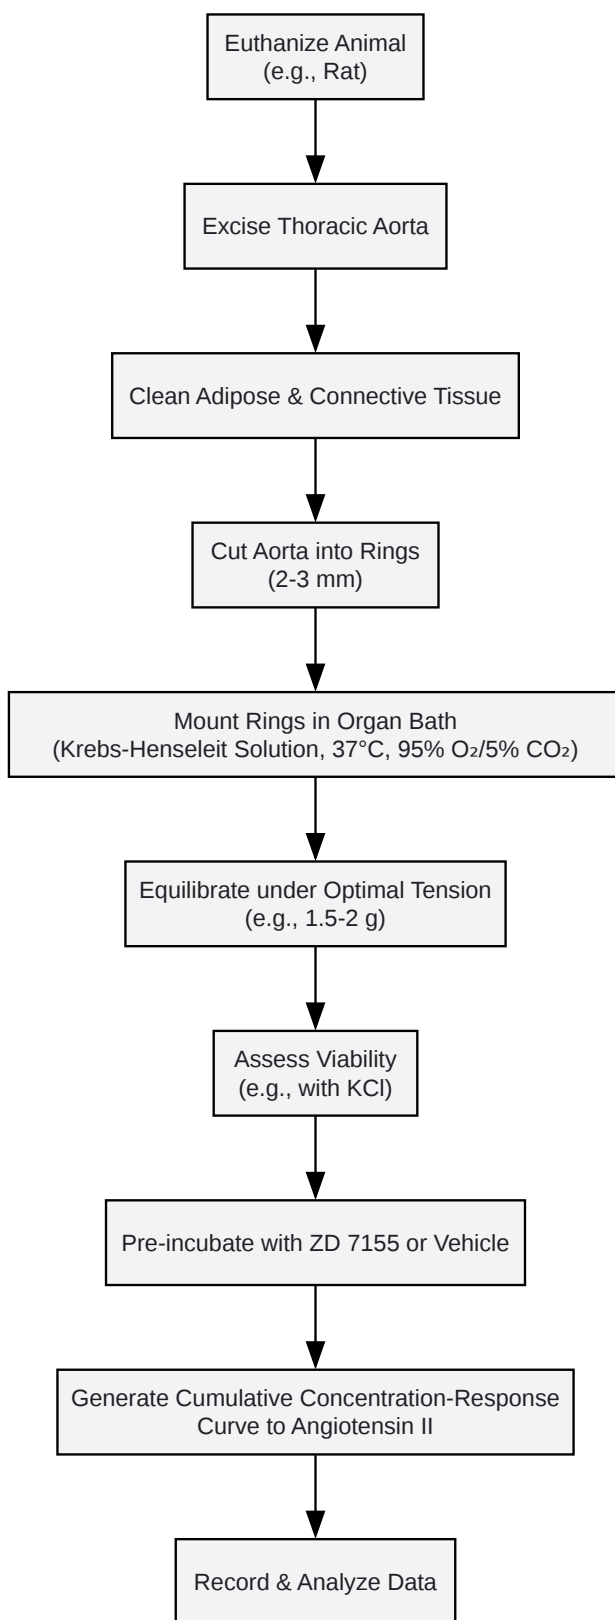 Euthanize Animal
(e.g., Rat)
Excise Thoracic Aorta
Clean Adipose & Connective Tissue
Cut Aorta into Rings
(2-3 mm)
Mount Rings in Organ Bath
(Krebs-Henseleit Solution, 37°C, 95% O₂/5% CO₂)
Equilibrate under Optimal Tension
(e.g., 1.5-2 g)
Assess Viability
(e.g., with KCl)
Pre-incubate with ZD 7155 or Vehicle
Generate Cumulative Concentration-Response
Curve to Angiotensin II
Record & Analyze Data